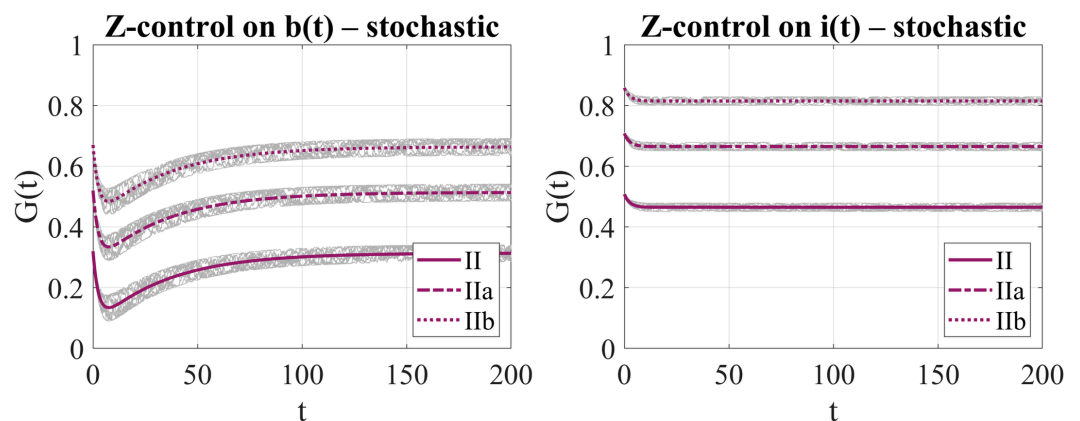 Z-control on b(t) – stochastic
1
0.8
0.6
0.4
0.2
0
G(t)
II
IIa
IIb
0
50
100
150
200
t
Z-control on i(t) – stochastic
1
0.8
0.6
0.4
0.2
0
G(t)
II
IIa
IIb
0
50
100
150
200
t